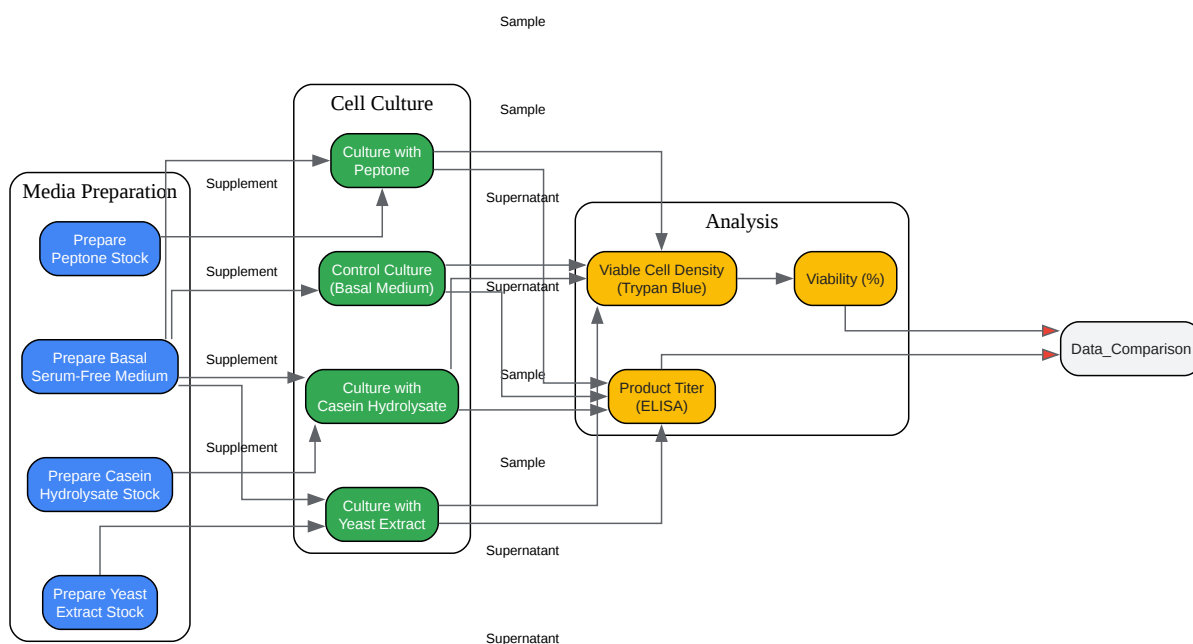 Sample
Cell Culture
Sample
Culture with
Peptone
Media Preparation
Supplement
Supernatant
Analysis
Prepare
Peptone Stock
Supplement
Control Culture
(Basal Medium)
Supernatant
Viable Cell Density
(Trypan Blue)
Viability (%)
Prepare Basal
Serum-Free Medium
Supplement
Culture with
Casein Hydrolysate
Sample
Product Titer
(ELISA)
Data_Comparison
Supplement
Prepare Casein
Hydrolysate Stock
Sample
Culture with
Yeast Extract
Supernatant
Prepare Yeast
Extract Stock
Supernatant